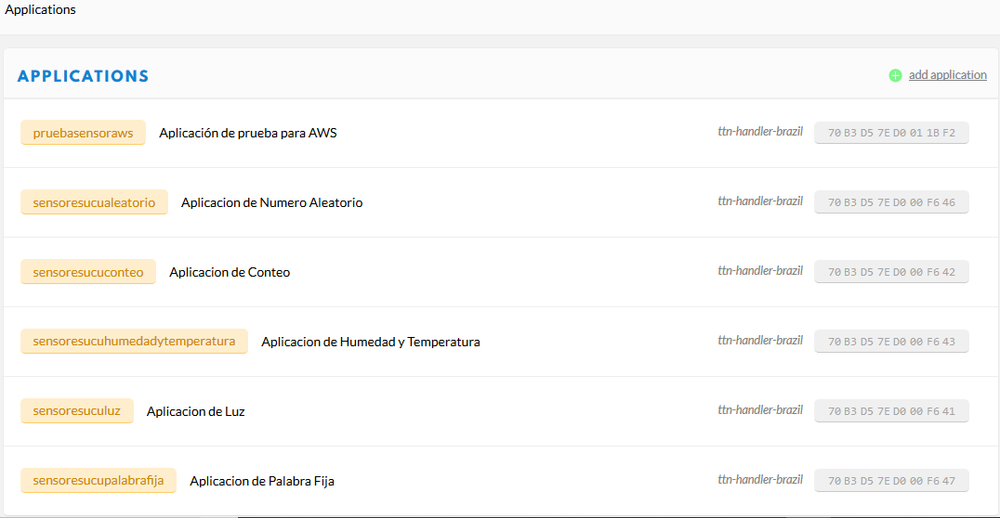 Applications
APPLICATIONS
add application
pruebasensoraws Aplicación de prueba para AWS ttn-handler-brazil 70 B3 D5 7E D0 01 1B F2
sensoresucualeatorio Aplicacion de Numero Aleatorio ttn-handler-brazil 70 B3 D5 7E D0 00 F6 46
sensoresucuconteo Aplicacion de Conteo ttn-handler-brazil 70 B3 D5 7E D0 00 F6 42
sensoresucuhumedadytemperatura Aplicacion de Humedad y Temperatura ttn-handler-brazil 70 B3 D5 7E D0 00 F6 43
sensoresuculuz Aplicacion de Luz ttn-handler-brazil 70 B3 D5 7E D0 00 F6 41
sensoresucupalabrafija Aplicacion de Palabra Fija ttn-handler-brazil 70 B3 D5 7E D0 00 F6 47